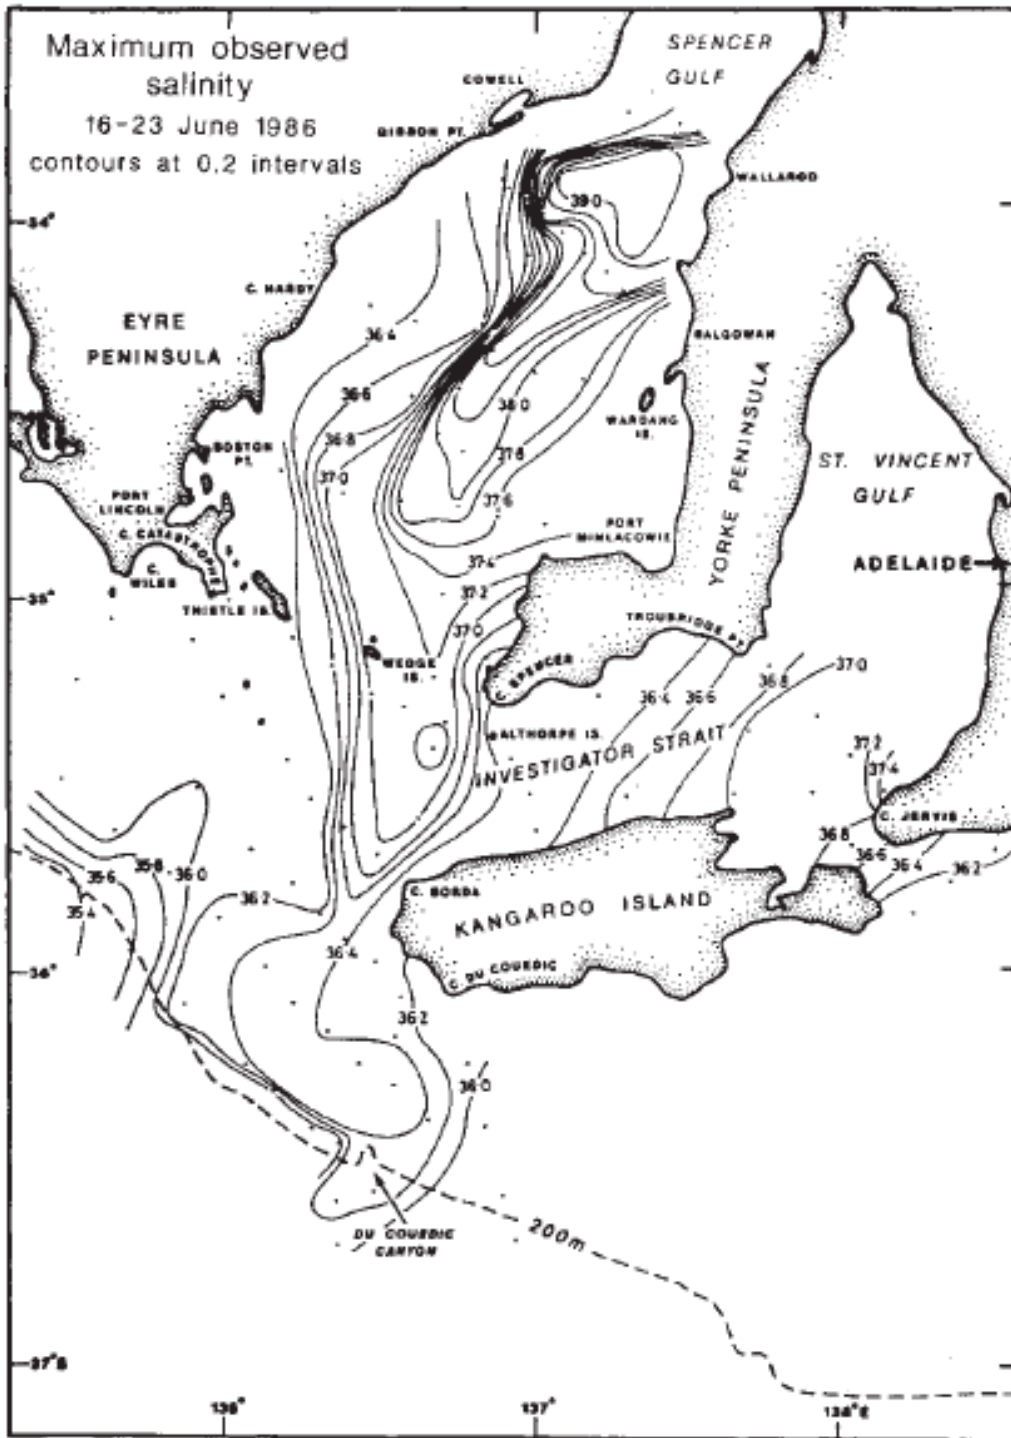 Maximum observed
salinity
16-23 June 1986
contours at 0.2 intervals
SPENCER
GULF
COWELL
GIBBON PT.
WALLAROO
39·0
34°
C. HARDY
EYRE
PENINSULA
36·4
BALGOWAN
36·6
38·0
WARDANG
IS.
YORKE PENINSULA
36·8
37·8
BOSTON
PT.
37·0
37·6
ST. VINCENT
GULF
PORT
LINCOLN
PORT
MINLACOWIE
C. CATASTROPHE
37·4
ADELAIDE
C.
WILES
37·2
35°
THISTLE IS.
37·0
TROUBRIDGE PT.
WEDGE
IS.
C. SPENCER
36·4
36·6
36·8
37·0
ALTHORPE IS.
INVESTIGATOR STRAIT
37·2
37·4
C. JERVIS
36·8
36·6
36·4
36·2
35·4
35·6
35·8
36·0
36·2
C. BORDA
KANGAROO ISLAND
36·4
36°
C. DU COUEDIC
36·2
36·0
DU COUEDIC
CANYON
200m
37°S
136°
137°
138°E